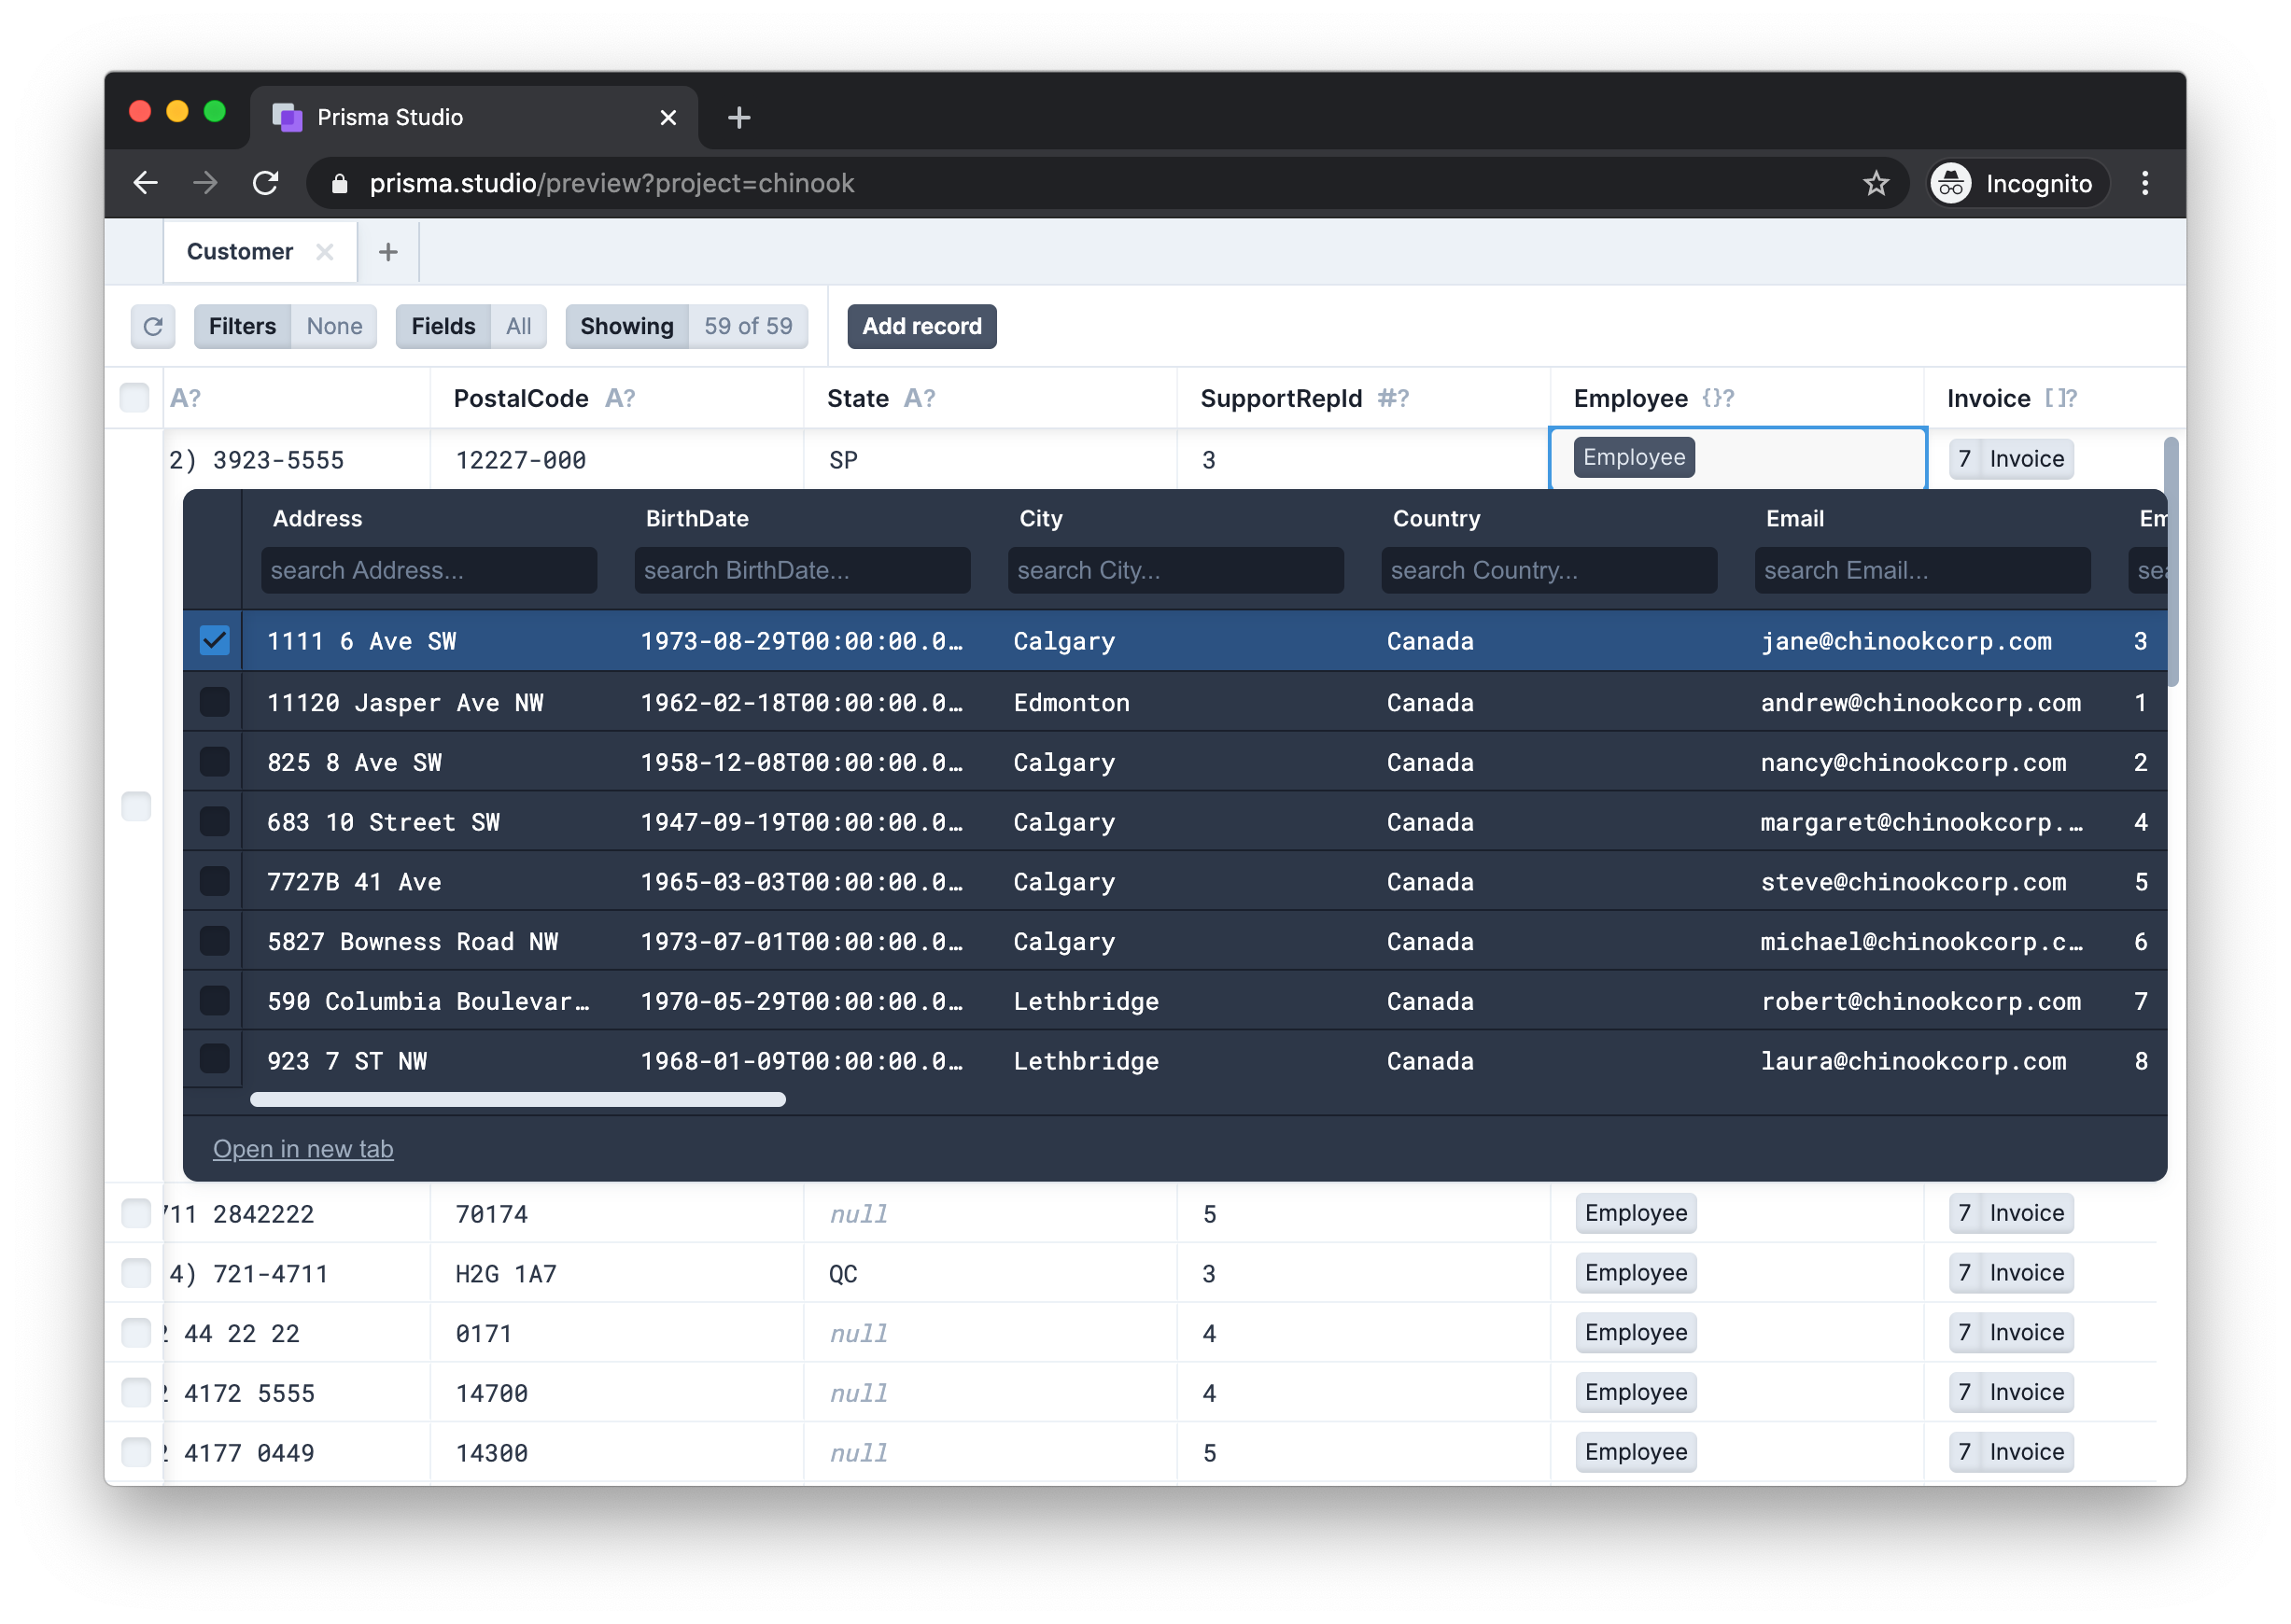 Prisma Studio
prisma.studio/preview?project=chinook Incognito
Customer
Filters None Fields All Showing 59 of 59 Add record
A? PostalCode A? State A? SupportRepId #? Employee {}? Invoice []?
2) 3923-5555 12227-000 SP 3 Employee 7 Invoice
Address BirthDate City Country Email Em
search Address... search BirthDate... search City... search Country... search Email... sea
1111 6 Ave SW 1973-08-29T00:00:00.0… Calgary Canada jane@chinookcorp.com 3
11120 Jasper Ave NW 1962-02-18T00:00:00.0… Edmonton Canada andrew@chinookcorp.com 1
825 8 Ave SW 1958-12-08T00:00:00.0… Calgary Canada nancy@chinookcorp.com 2
683 10 Street SW 1947-09-19T00:00:00.0… Calgary Canada margaret@chinookcorp.… 4
7727B 41 Ave 1965-03-03T00:00:00.0… Calgary Canada steve@chinookcorp.com 5
5827 Bowness Road NW 1973-07-01T00:00:00.0… Calgary Canada michael@chinookcorp.c… 6
590 Columbia Boulevar… 1970-05-29T00:00:00.0… Lethbridge Canada robert@chinookcorp.com 7
923 7 ST NW 1968-01-09T00:00:00.0… Lethbridge Canada laura@chinookcorp.com 8
Open in new tab
711 2842222 70174 null 5 Employee 7 Invoice
4) 721-4711 H2G 1A7 QC 3 Employee 7 Invoice
2 44 22 22 0171 null 4 Employee 7 Invoice
2 4172 5555 14700 null 4 Employee 7 Invoice
2 4177 0449 14300 null 5 Employee 7 Invoice